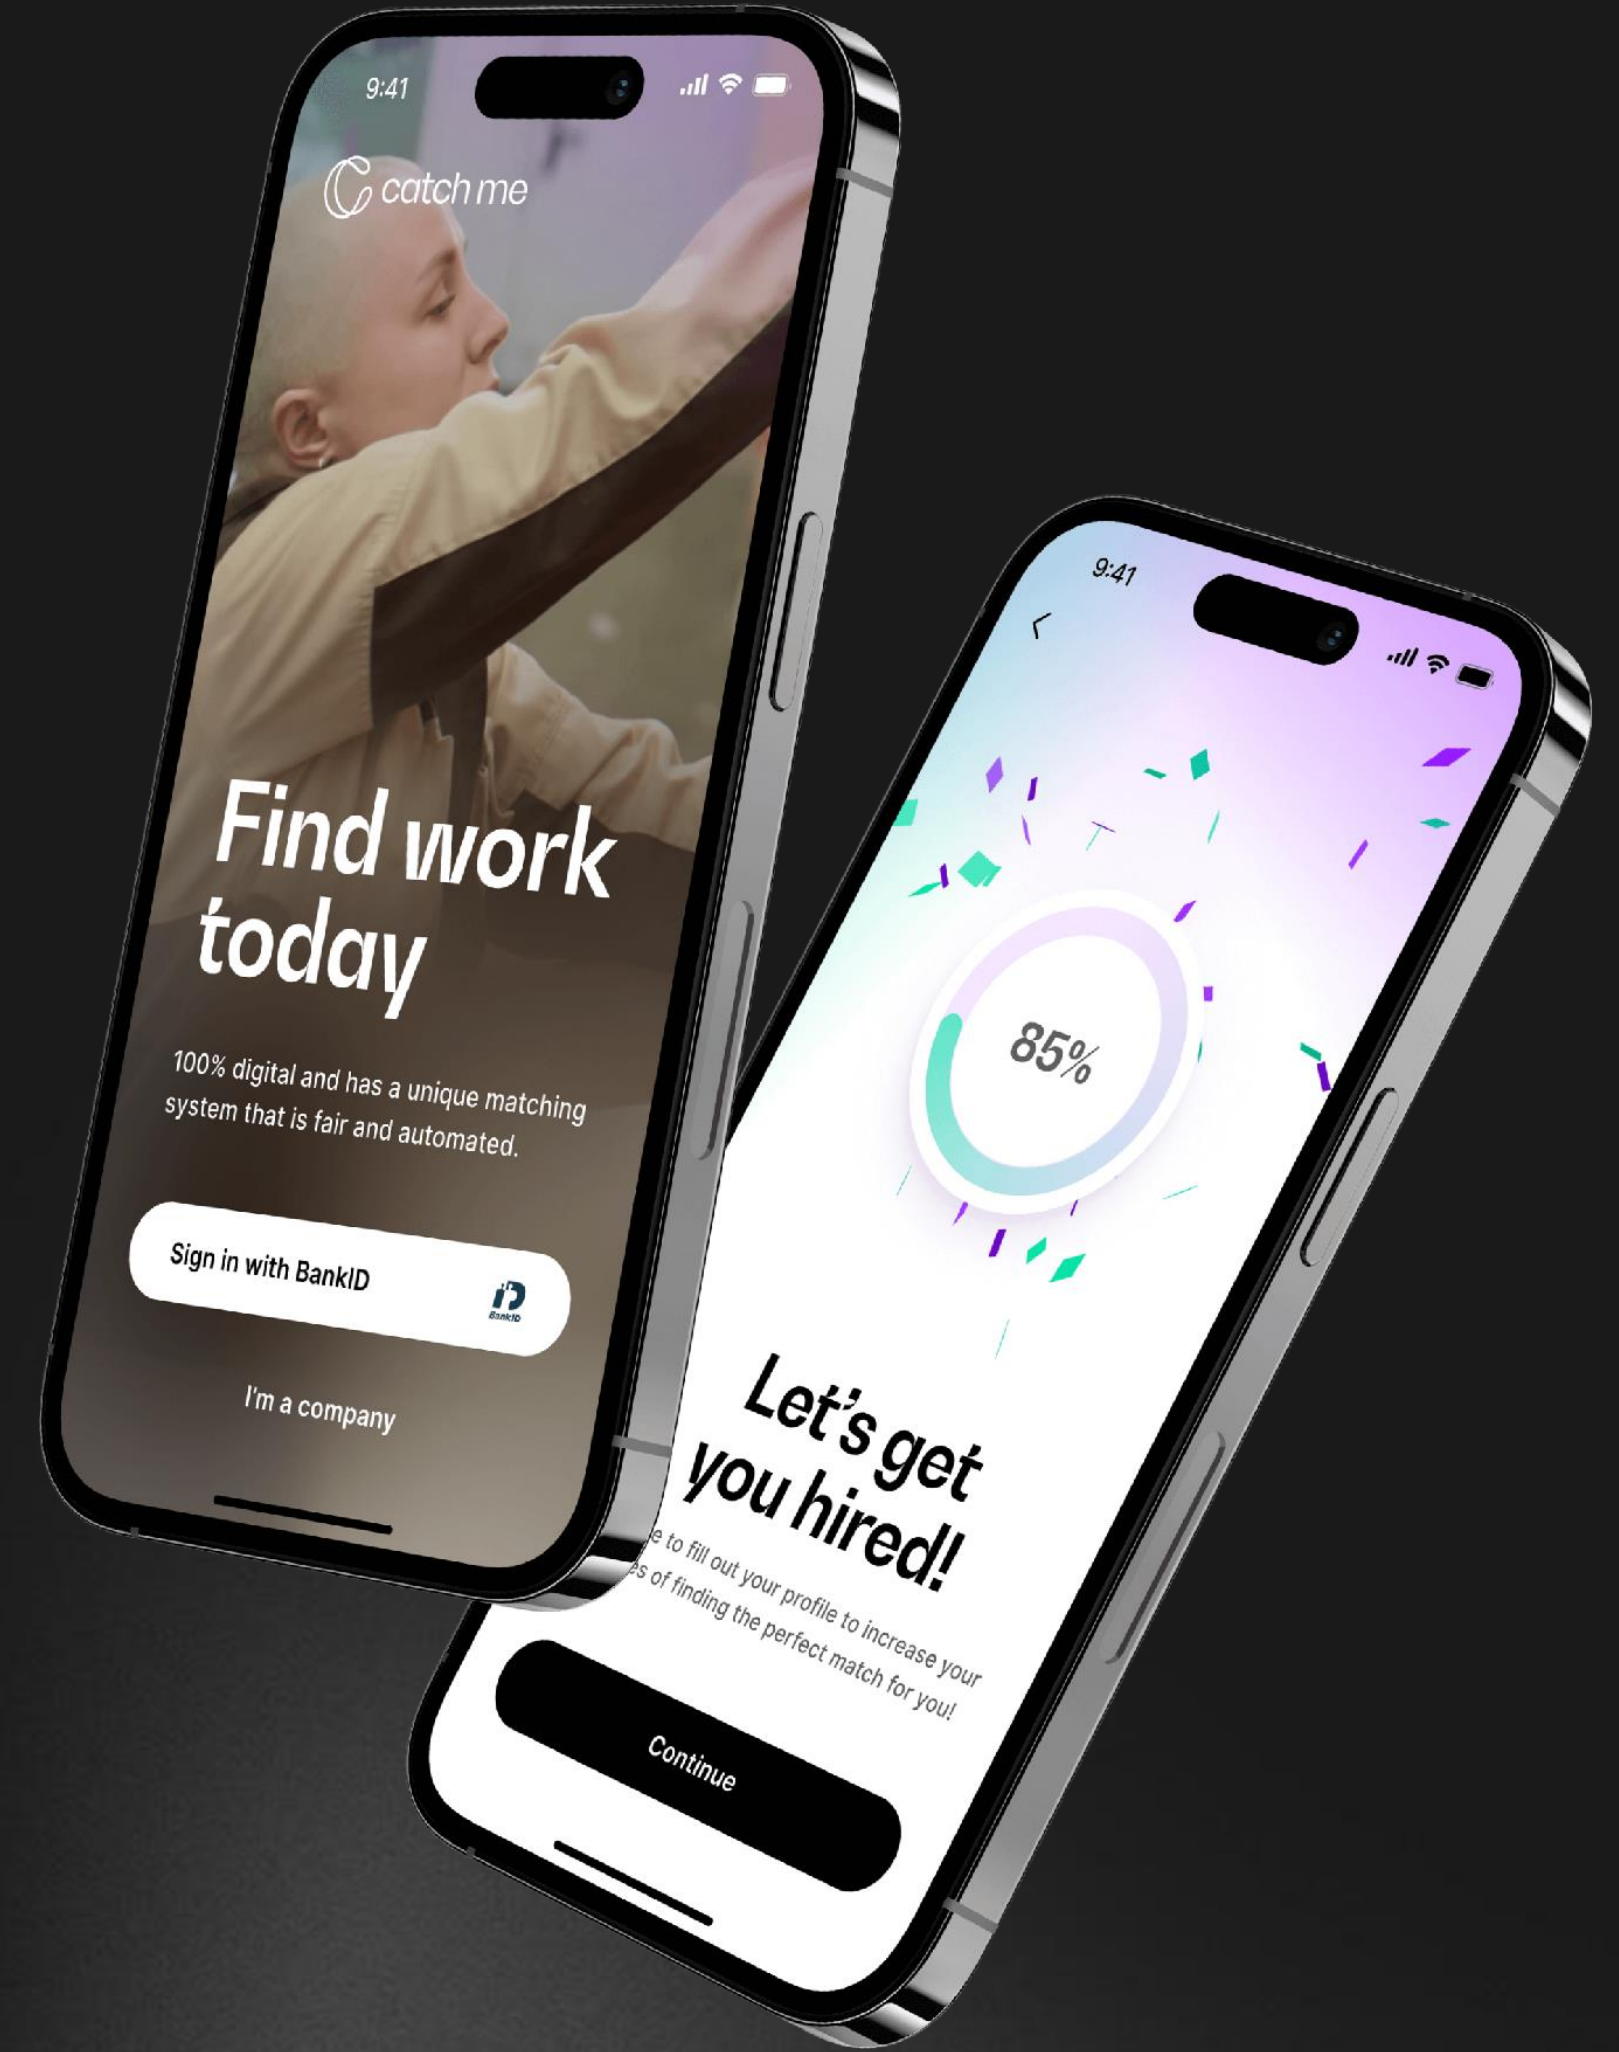 9:41
catch me
Find work
today
100% digital and has a unique matching
system that is fair and automated.
Sign in with BankID
BankID
I'm a company
9:41
85%
Let's get
you hired!
to fill out your profile to increase your
of finding the perfect match for you!
Continue